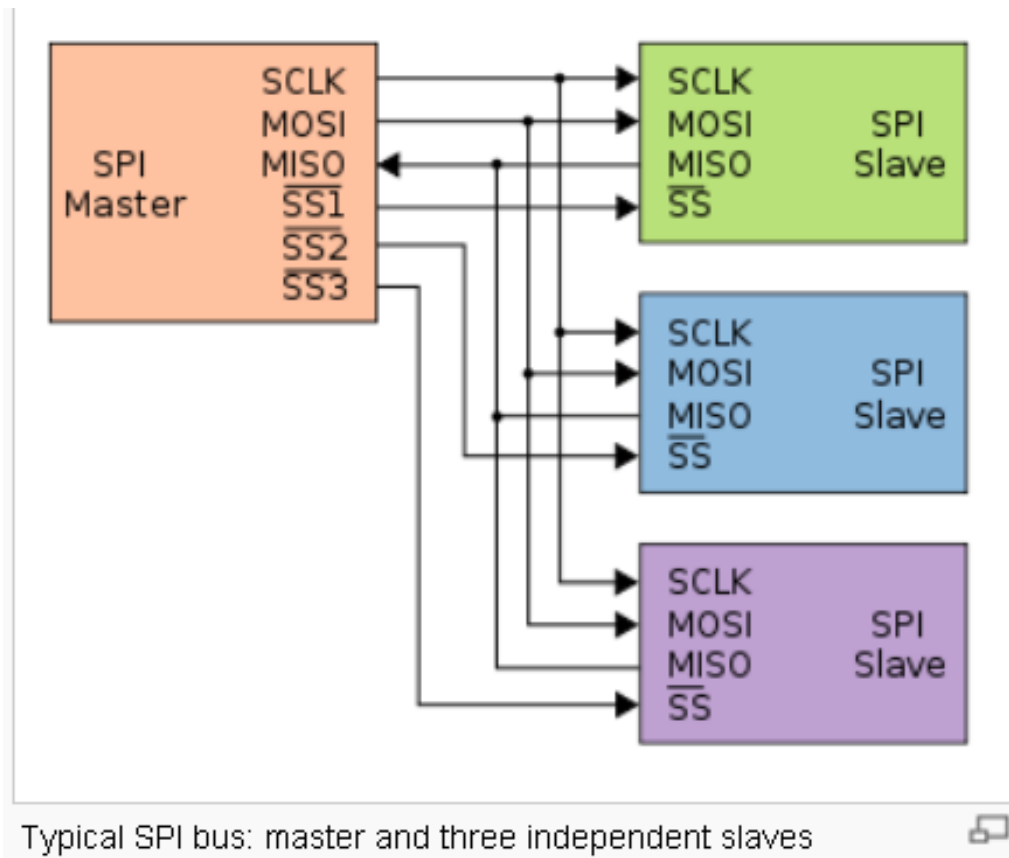 SPI
Master
SCLK
MOSI
MISO
SS1
SS2
SS3
SCLK
MOSI
MISO
SS
SPI
Slave
SCLK
MOSI
MISO
SS
SPI
Slave
SCLK
MOSI
MISO
SS
SPI
Slave
Typical SPI bus: master and three independent slaves